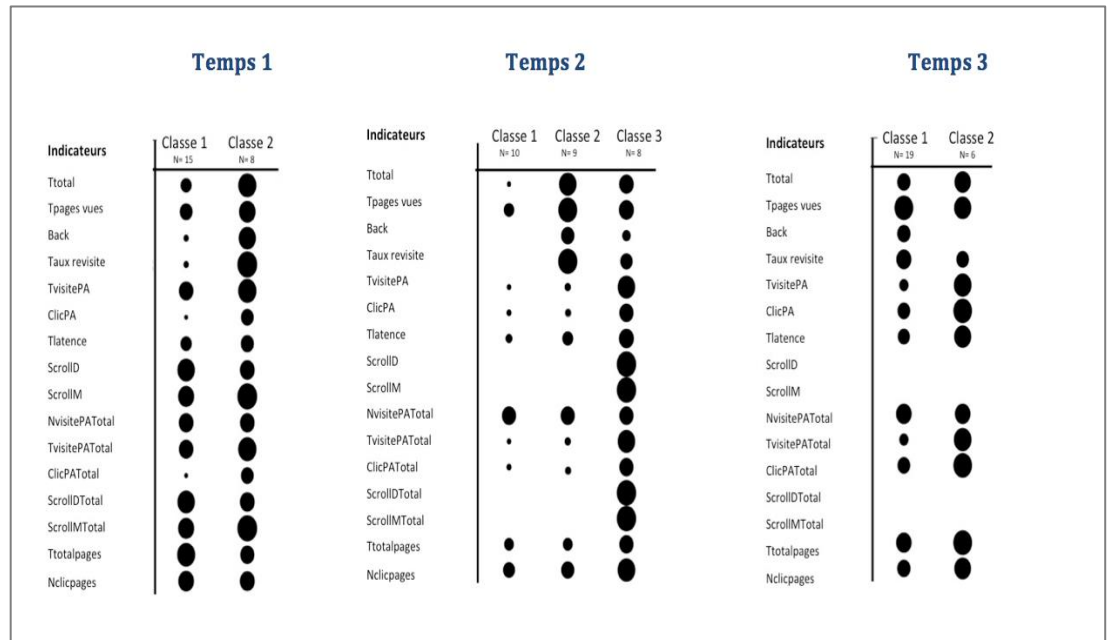 Temps 1
Temps 2
Temps 3
Indicateurs
Classe 1
Classe 2
N= 15
N= 8
Ttotal
Tpages vues
Back
Taux revisite
TvisitePA
ClicPA
Tlatence
ScrollD
ScrollM
NvisitePATotal
TvisitePATotal
ClicPATotal
ScrollDTotal
ScrollMTotal
Ttotalpages
Nclicpages
Indicateurs
Classe 1
Classe 2
Classe 3
N= 10
N= 9
N= 8
Ttotal
Tpages vues
Back
Taux revisite
TvisitePA
ClicPA
Tlatence
ScrollD
ScrollM
NvisitePATotal
TvisitePATotal
ClicPATotal
ScrollDTotal
ScrollMTotal
Ttotalpages
Nclicpages
Indicateurs
Classe 1
Classe 2
N= 19
N= 6
Ttotal
Tpages vues
Back
Taux revisite
TvisitePA
ClicPA
Tlatence
ScrollD
ScrollM
NvisitePATotal
TvisitePATotal
ClicPATotal
ScrollDTotal
ScrollMTotal
Ttotalpages
Nclicpages